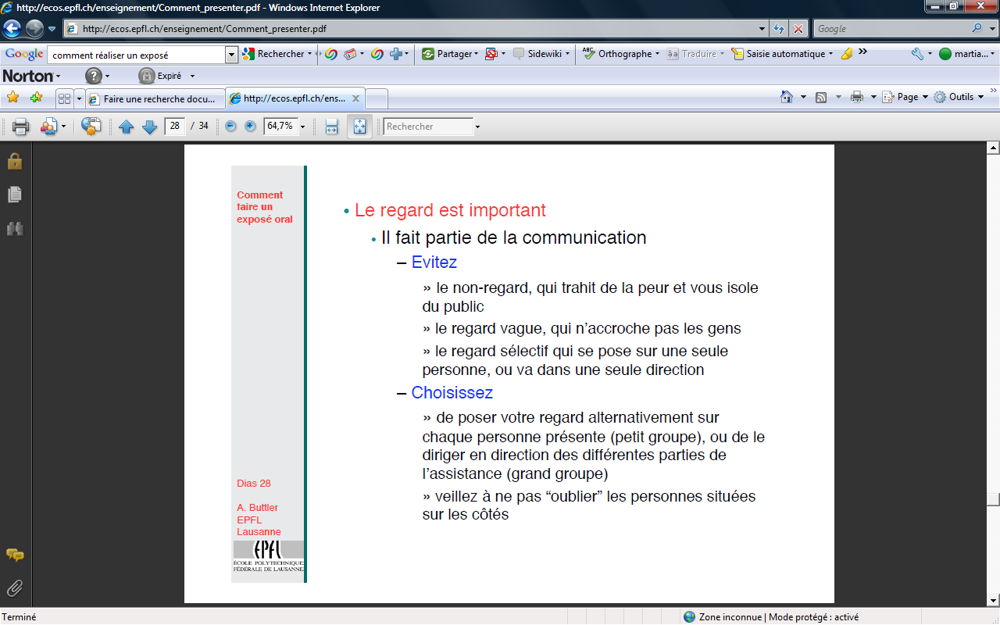 http://ecos.epfl.ch/enseignement/Comment_presenter.pdf - Windows Internet Explorer
http://ecos.epfl.ch/enseignement/Comment_presenter.pdf
Google
Google
comment réaliser un exposé
Rechercher
Partager
Sidewiki
ABC
Orthographe
Traduire
Saisie automatique
martia...
Norton
Expiré
Faire une recherche docu...
http://ecos.epfl.ch/ens...
Page
Outils
28 / 34
64,7%
Rechercher
Comment
faire un
exposé oral
• Le regard est important
• Il fait partie de la communication
– Evitez
» le non-regard, qui trahit de la peur et vous isole
du public
» le regard vague, qui n’accroche pas les gens
» le regard sélectif qui se pose sur une seule
personne, ou va dans une seule direction
– Choisissez
» de poser votre regard alternativement sur
chaque personne présente (petit groupe), ou de le
diriger en direction des différentes parties de
l’assistance (grand groupe)
» veillez à ne pas “oublier” les personnes situées
sur les côtés
Dias 28
A. Buttler
EPFL
Lausanne
EPFL
ÉCOLE POLYTECHNIQUE
FÉDÉRALE DE LAUSANNE
Terminé
Zone inconnue | Mode protégé : activé